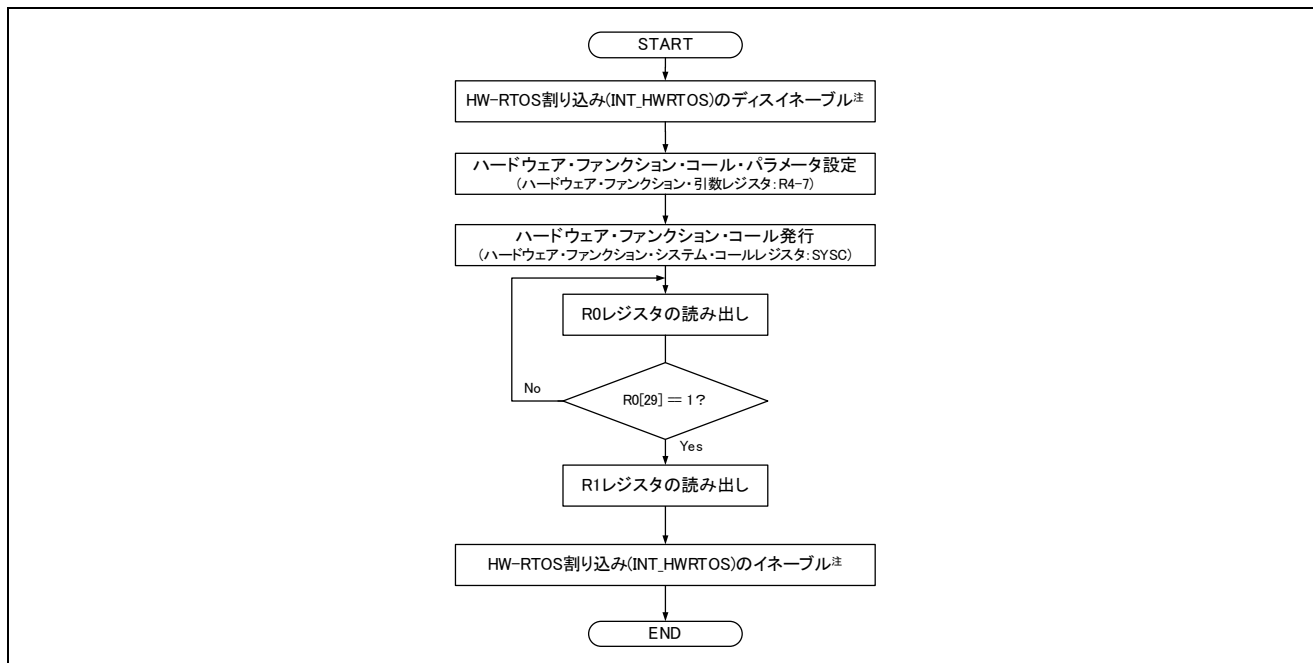 START
HW-RTOS割り込み(INT_HWRTOS)のディスイネーブル注
ハードウェア・ファンクション・コール・パラメータ設定
(ハードウェア・ファンクション・引数レジスタ:R4-7)
ハードウェア・ファンクション・コール発行
(ハードウェア・ファンクション・システム・コールレジスタ:SYSC)
R0レジスタの読み出し
No
R0[29] = 1?
Yes
R1レジスタの読み出し
HW-RTOS割り込み(INT_HWRTOS)のイネーブル注
END